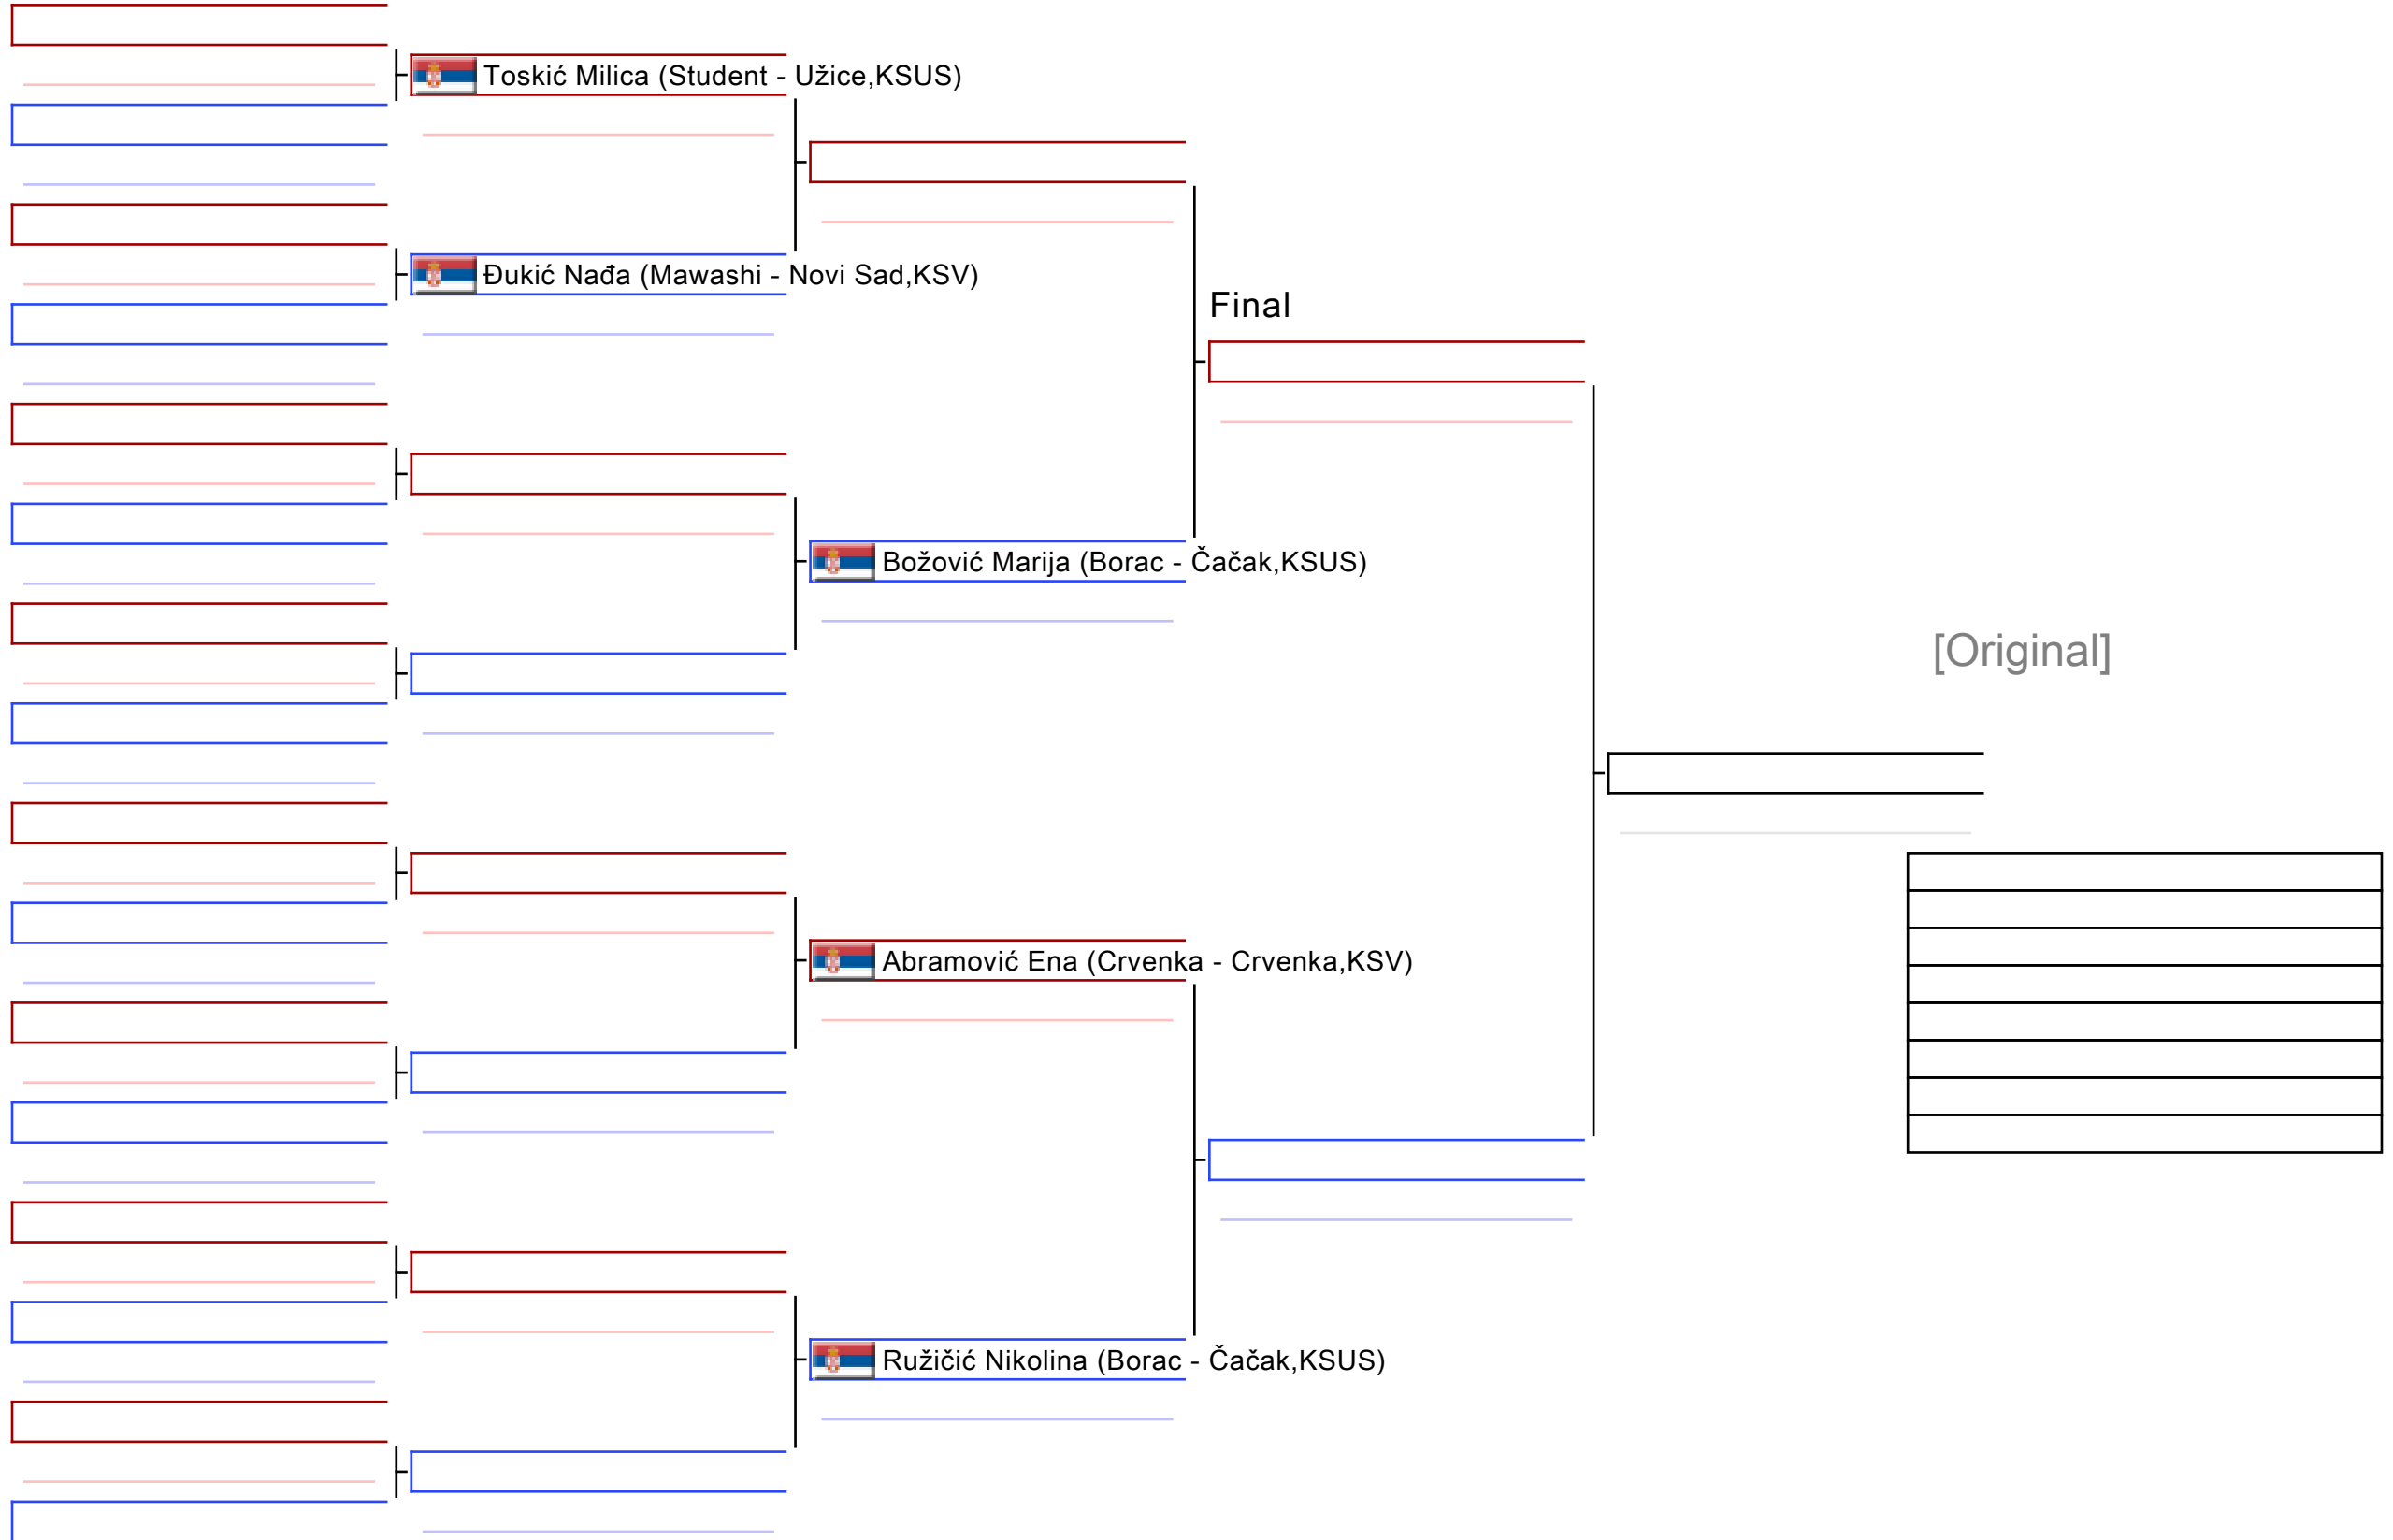 Toskić Milica (Student - Užice,KSUS)
Đukić Nađa (Mawashi - Novi Sad,KSV)
Final
Božović Marija (Borac - Čačak,KSUS)
[Original]
Abramović Ena (Crvenka - Crvenka,KSV)
Ružičić Nikolina (Borac - Čačak,KSUS)